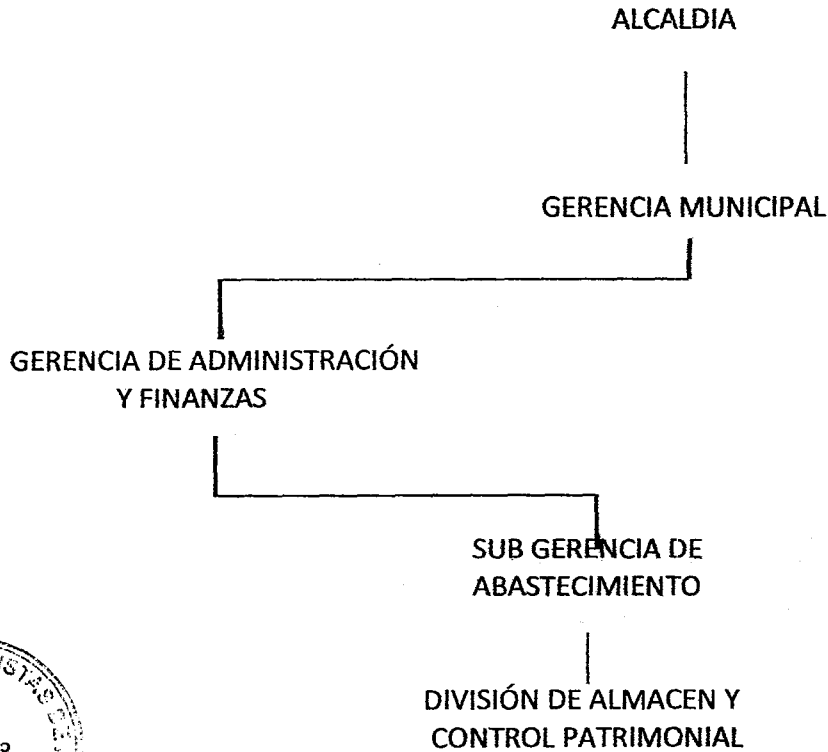 ALCALDIA
GERENCIA MUNICIPAL
GERENCIA DE ADMINISTRACIÓN
Y FINANZAS
SUB GERENCIA DE
ABASTECIMIENTO
DIVISIÓN DE ALMACEN Y
CONTROL PATRIMONIAL